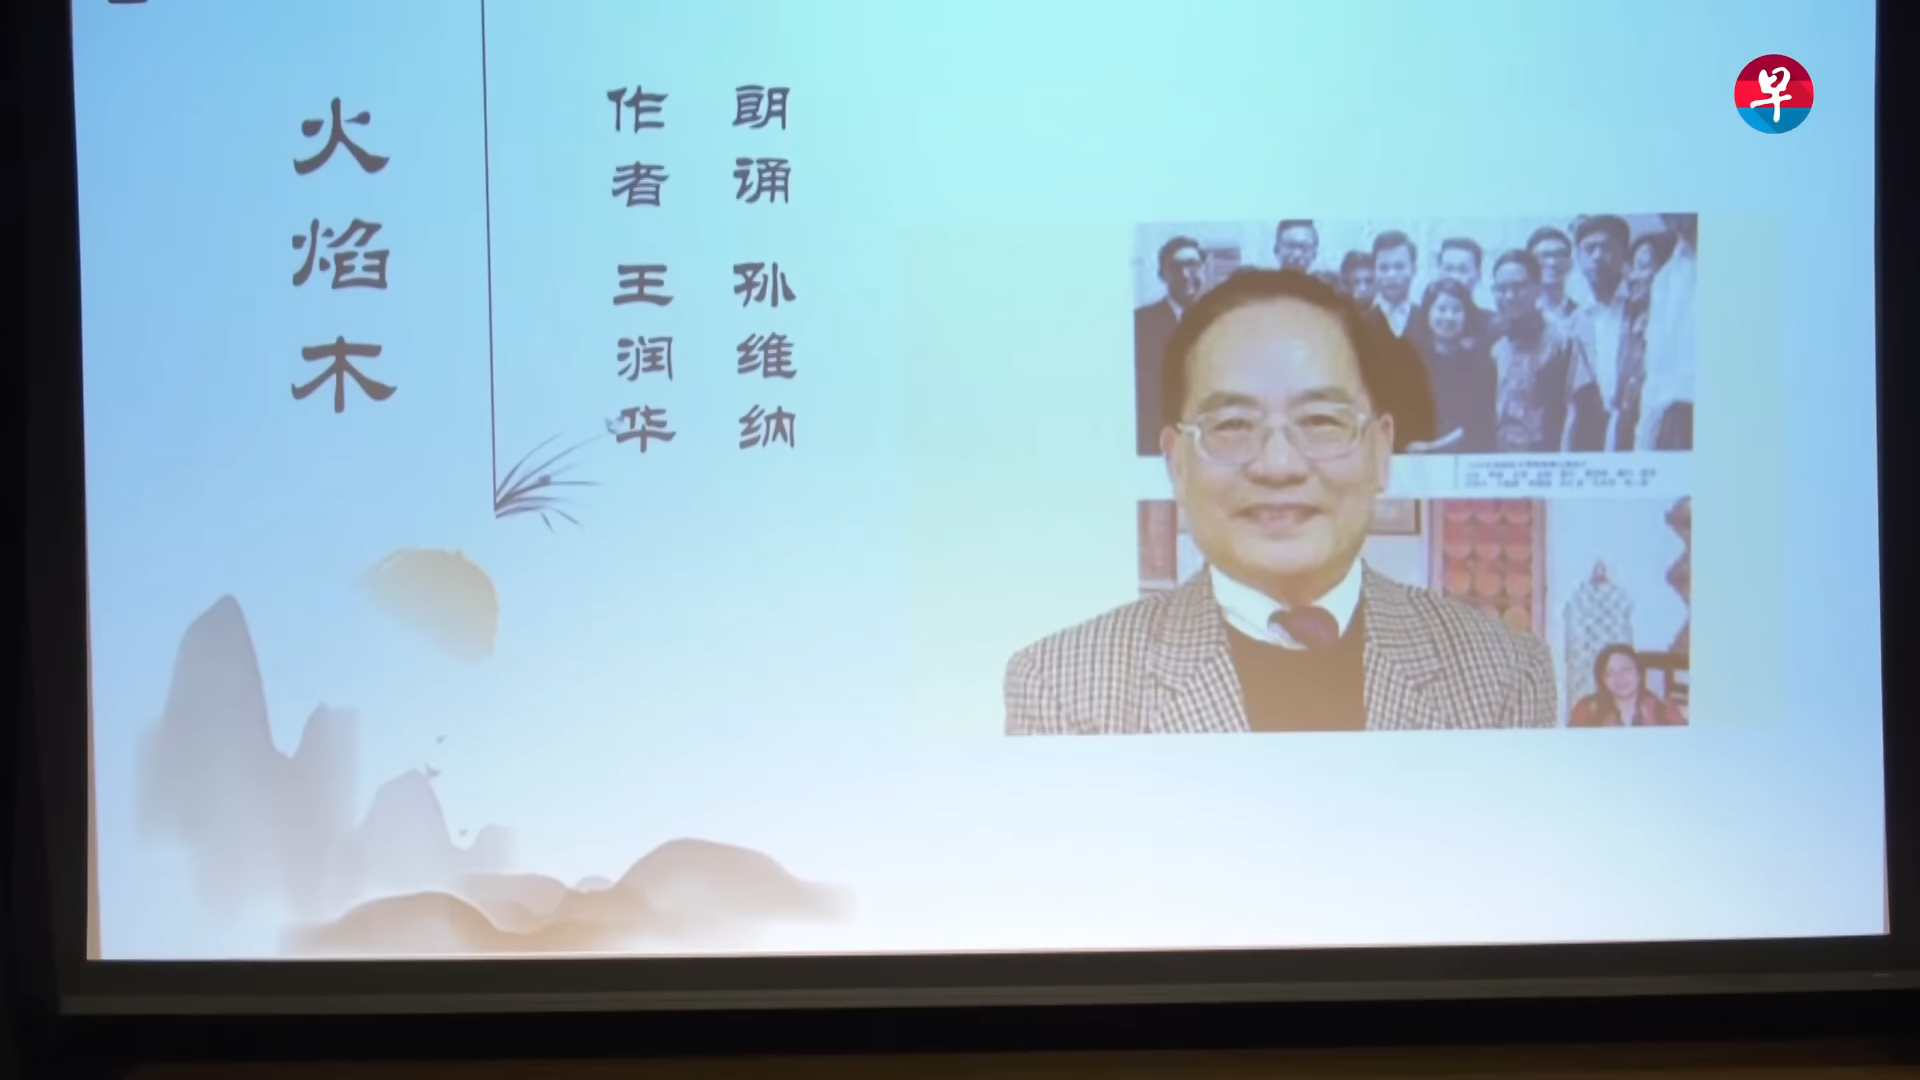 火焰木
作者 王润华
朗诵 孙维纳
早